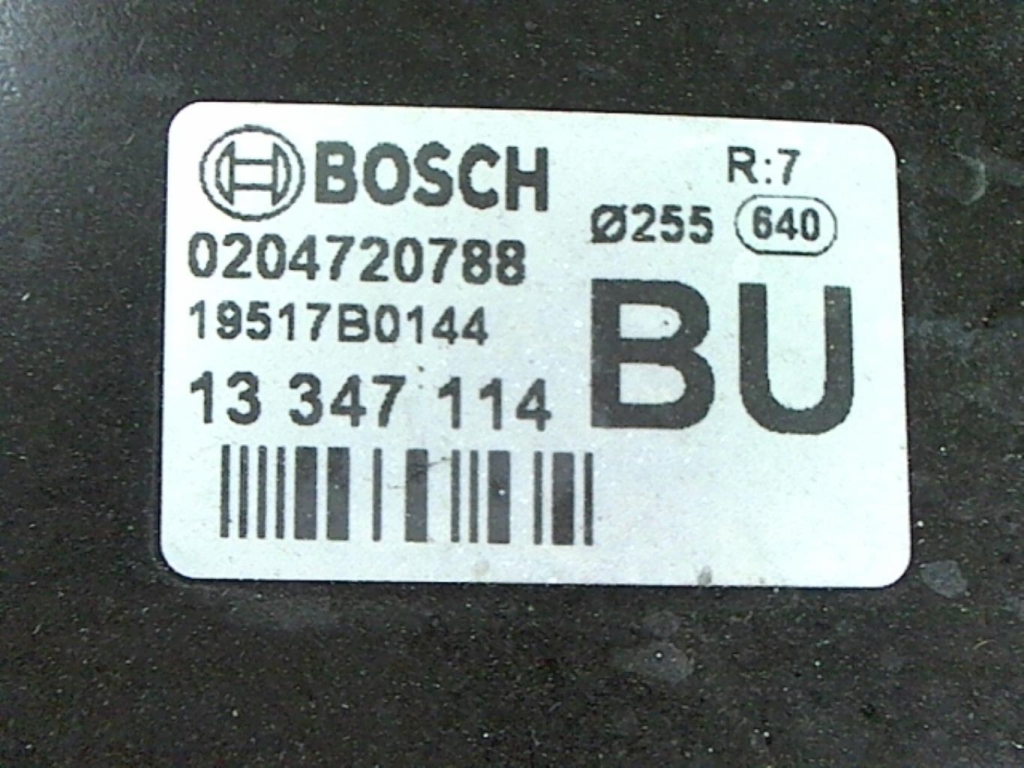 BOSCH
R:7
Ø255 640
0204720788
19517B0144
13 347 114
BU